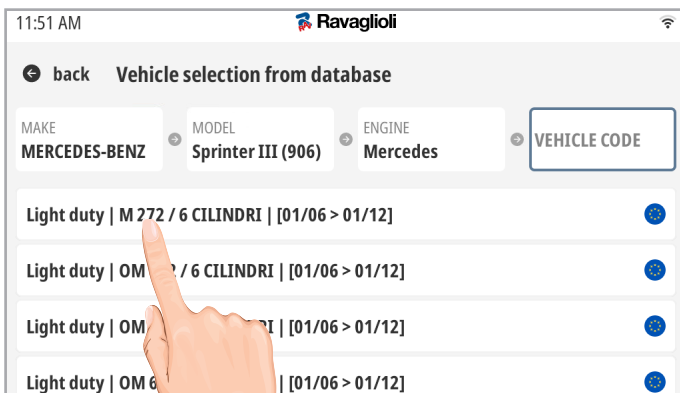 11:51 AM
Ravaglioli
back Vehicle selection from database
MAKE
MERCEDES-BENZ
MODEL
Sprinter III (906)
ENGINE
Mercedes
VEHICLE CODE
Light duty | M 272 / 6 CILINDRI | [01/06 > 01/12]
Light duty | OM / 6 CILINDRI | [01/06 > 01/12]
Light duty | OM | [01/06 > 01/12]
Light duty | OM | [01/06 > 01/12]